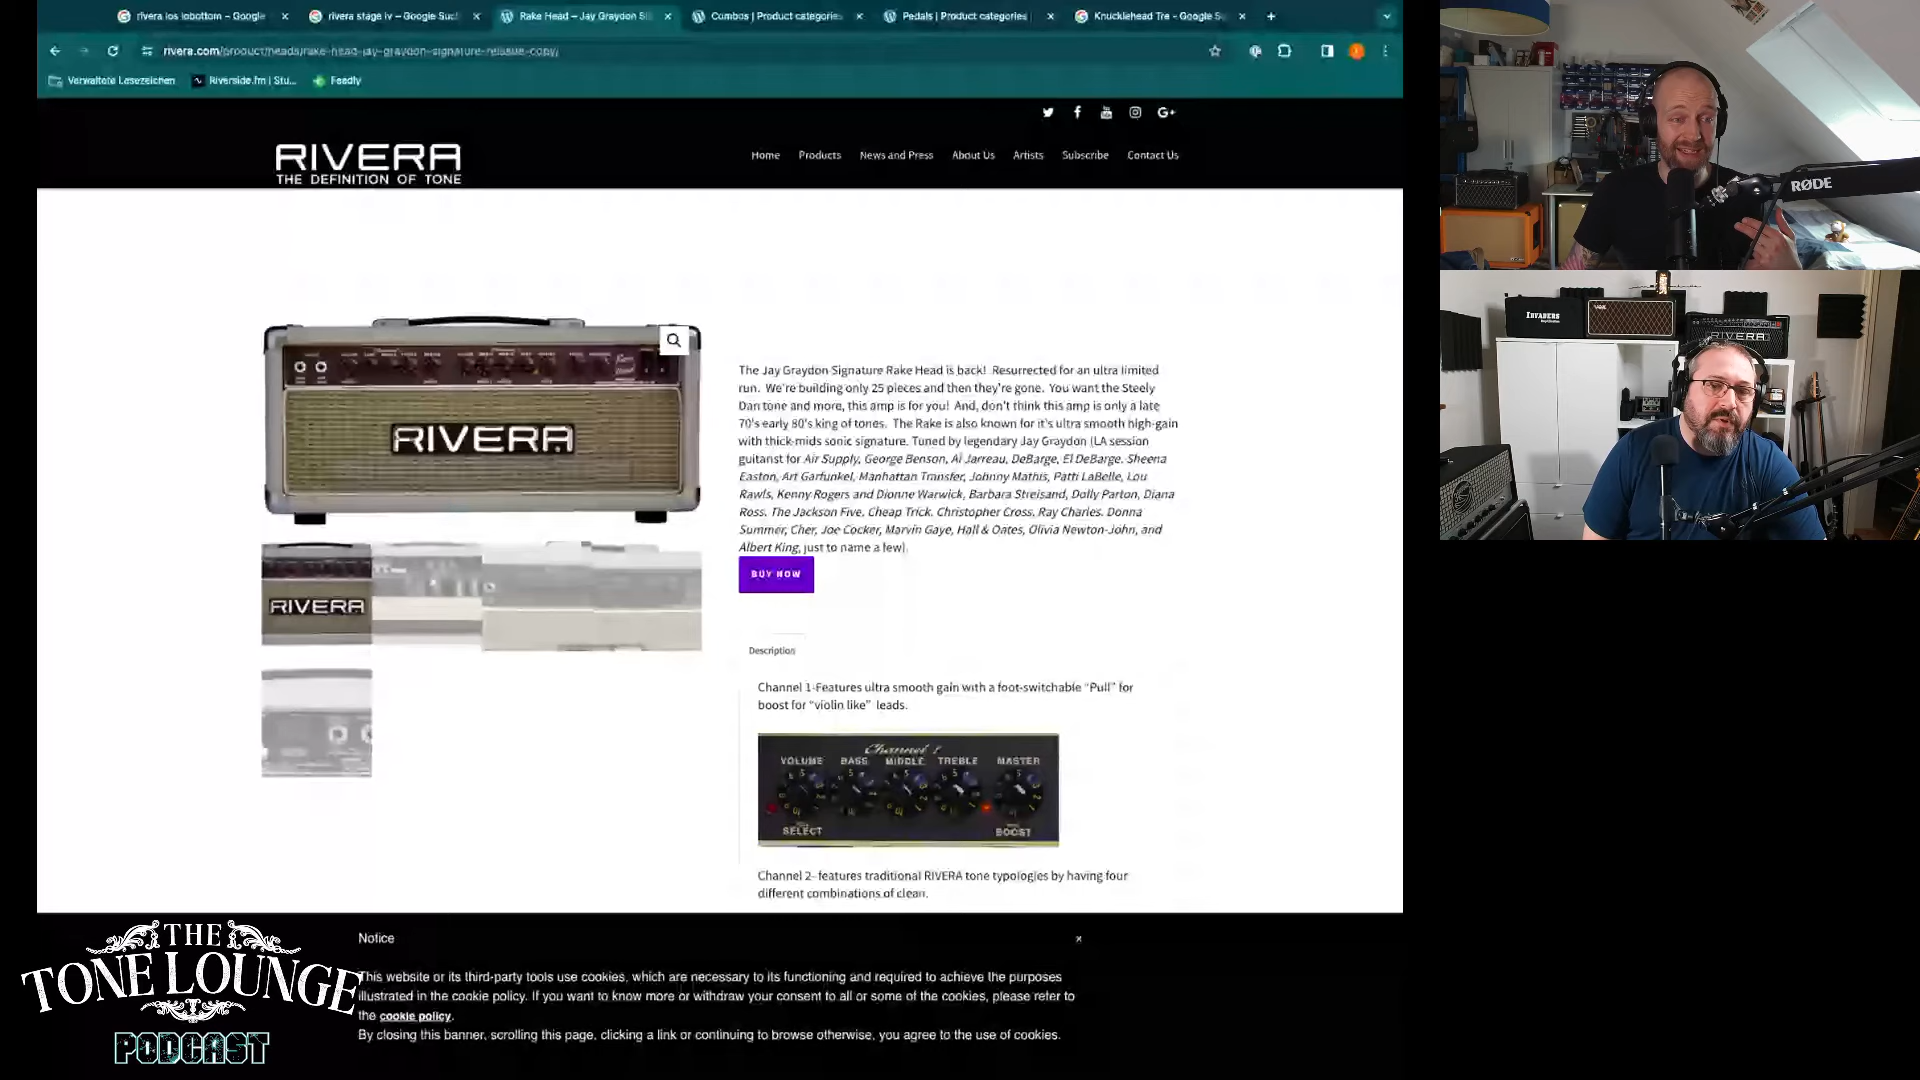 rivera los lobottom – Google
rivera stage iv – Google Suc
Rake Head – Jay Graydon Si
Combos | Product categories
Pedals | Product categories
Knucklehead Tre - Google S
rivera.com/product/heads/rake-head-jay-graydon-signature-reissue-copy/
Verwaltete Lesezeichen
Riverside.fm | Stu...
Feedly
G+
RIVERA
THE DEFINITION OF TONE
Home
Products
News and Press
About Us
Artists
Subscribe
Contact Us
RIVERA
The Jay Graydon Signature Rake Head is back! Resurrected for an ultra limited
run. We're building only 25 pieces and then they're gone. You want the Steely
Dan tone and more, this amp is for you! And, don't think this amp is only a late
70's early 80's king of tones. The Rake is also known for it's ultra smooth high-gain
with thick-mids sonic signature. Tuned by legendary Jay Graydon (LA session
guitarist for Air Supply, George Benson, Al Jarreau, DeBarge, El DeBarge. Sheena
Easton, Art Garfunkel, Manhattan Transfer, Johnny Mathis, Patti LaBelle, Lou
Rawls, Kenny Rogers and Dionne Warwick, Barbara Streisand, Dolly Parton, Diana
Ross. The Jackson Five, Cheap Trick. Christopher Cross, Ray Charles. Donna
Summer, Cher, Joe Cocker, Marvin Gaye, Hall & Oates, Olivia Newton-John, and
Albert King, just to name a few).
BUY NOW
RIVERA
Description
Channel 1-Features ultra smooth gain with a foot-switchable "Pull" for
boost for "violin like" leads.
Channel 1
VOLUME BASS MIDDLE TREBLE MASTER
SELECT
BOOST
Channel 2- features traditional RIVERA tone typologies by having four
different combinations of clean.
Notice
×
This website or its third-party tools use cookies, which are necessary to its functioning and required to achieve the purposes
illustrated in the cookie policy. If you want to know more or withdraw your consent to all or some of the cookies, please refer to
the cookie policy.
By closing this banner, scrolling this page, clicking a link or continuing to browse otherwise, you agree to the use of cookies.
THE
TONE LOUNGE
PODCAST
RØDE
INVADERS
VOX
RIVERA